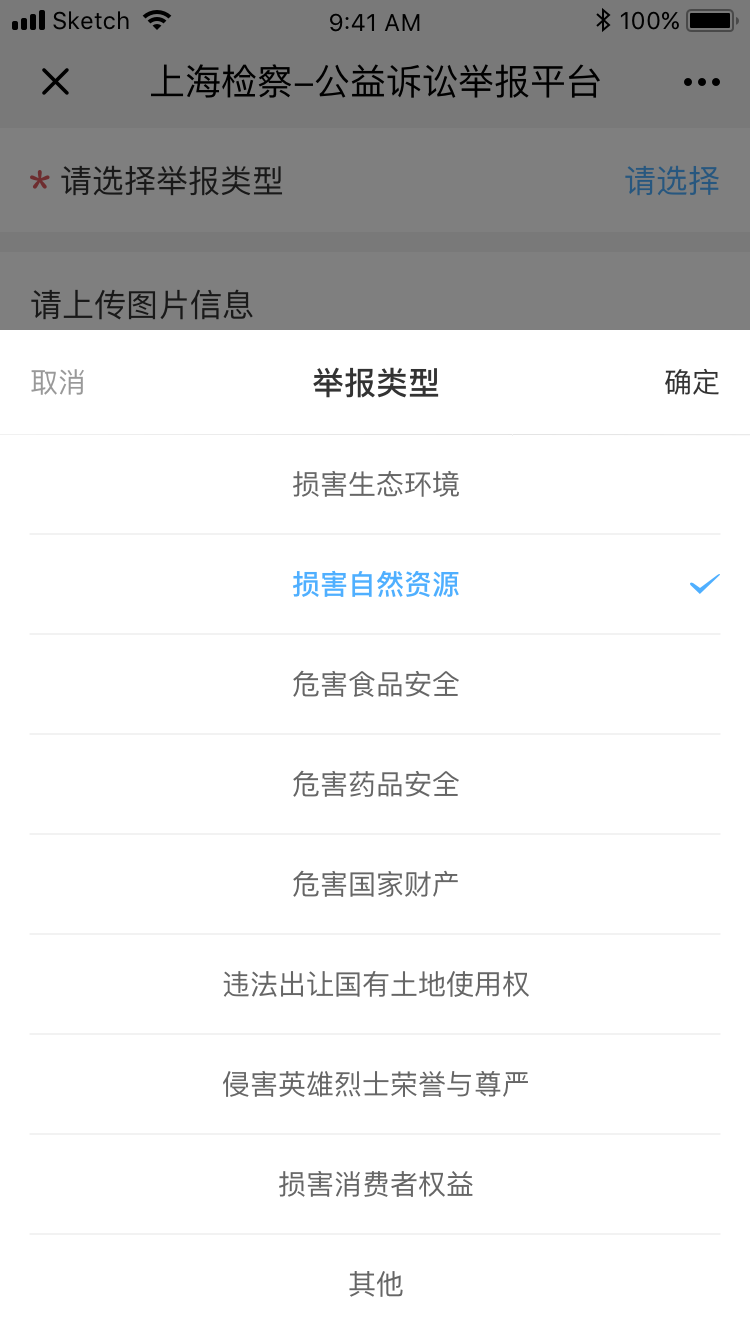 Sketch 9:41 AM 100%
上海检察–公益诉讼举报平台
* 请选择举报类型 请选择
请上传图片信息
取消 举报类型 确定
损害生态环境
损害自然资源
危害食品安全
危害药品安全
危害国家财产
违法出让国有土地使用权
侵害英雄烈士荣誉与尊严
损害消费者权益
其他